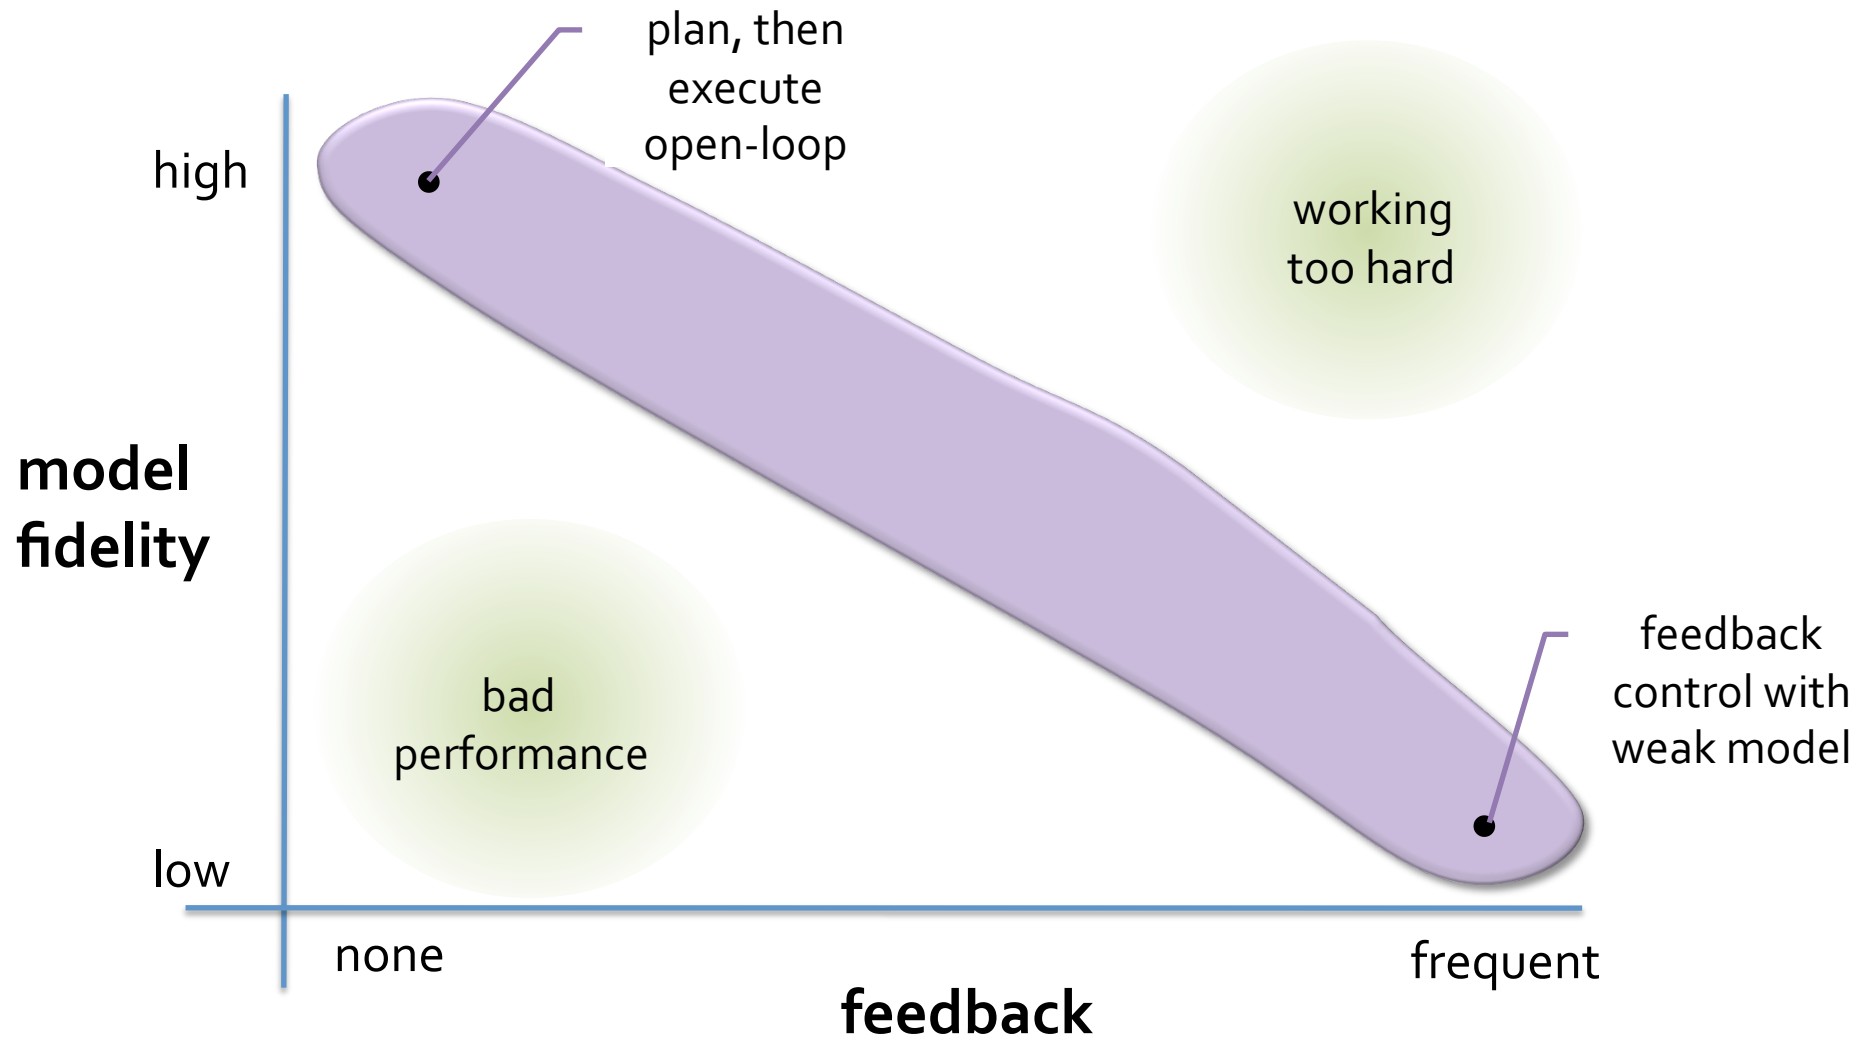 plan, then
execute
open-loop
high
working
too hard
model
fidelity
feedback
control with
weak model
bad
performance
low
none
frequent
feedback